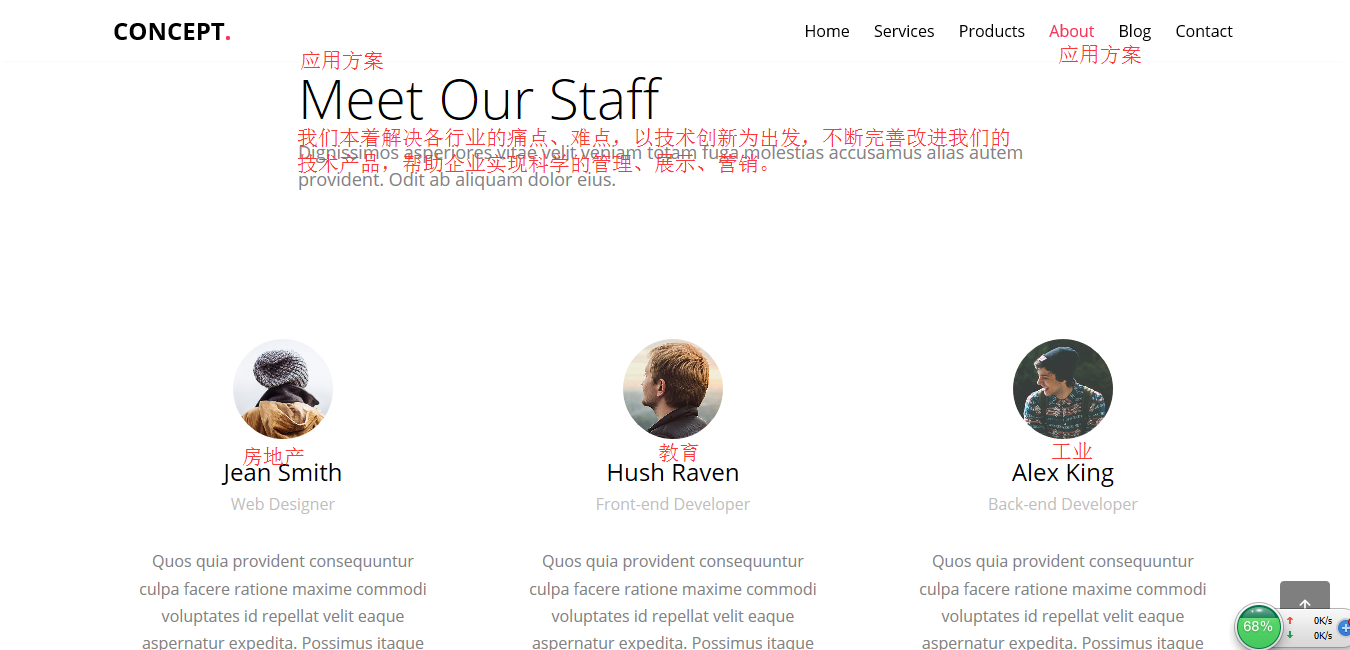 CONCEPT.
Home Services Products About Blog Contact
应用方案
应用方案
Meet Our Staff
我们本着解决各行业的痛点、难点，以技术创新为出发，不断完善改进我们的
Dignissimos asperiores vitae velit veniam totam fuga molestias accusamus alias autem
技术产品，帮助企业实现科学的管理、展示、营销。
provident. Odit ab aliquam dolor eius.
房地产
教育
工业
Jean Smith
Hush Raven
Alex King
Web Designer
Front-end Developer
Back-end Developer
Quos quia provident consequuntur
culpa facere ratione maxime commodi
voluptates id repellat velit eaque
aspernatur expedita. Possimus itaque
Quos quia provident consequuntur
culpa facere ratione maxime commodi
voluptates id repellat velit eaque
aspernatur expedita. Possimus itaque
Quos quia provident consequuntur
culpa facere ratione maxime commodi
voluptates id repellat velit eaque
aspernatur expedita. Possimus itaque
68%
0K/s
0K/s